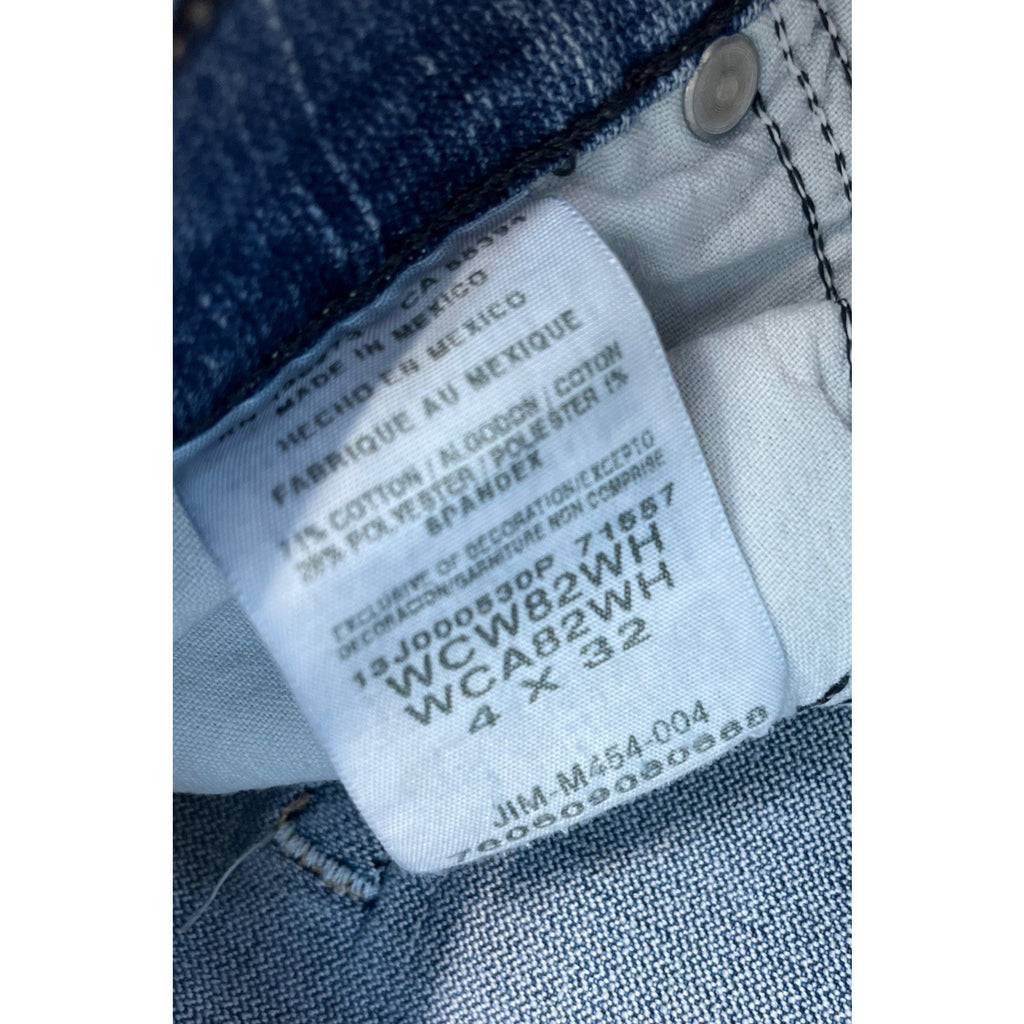 CA
MADE IN MEXICO
HECHO EN MEXICO
FABRIQUE AU MEXIQUE
COTTON / ALGODON / COTON
POLYESTER / POLIESTER 1%
SPANDEX
EXCLUSIVE OF DECORATION/EXCEPTO
DECORACION/GARNITURE NON COMPRISE
13J000530P 71557
WCW82WH
WCA82WH
4 X 32
JIM-M454-004